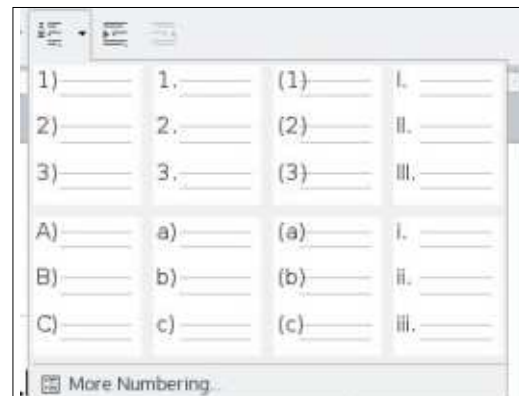 1) 1. (1) I.
2) 2. (2) II.
3) 3. (3) III.
A) a) (a) i.
B) b) (b) ii.
C) c) (c) iii.
More Numbering...